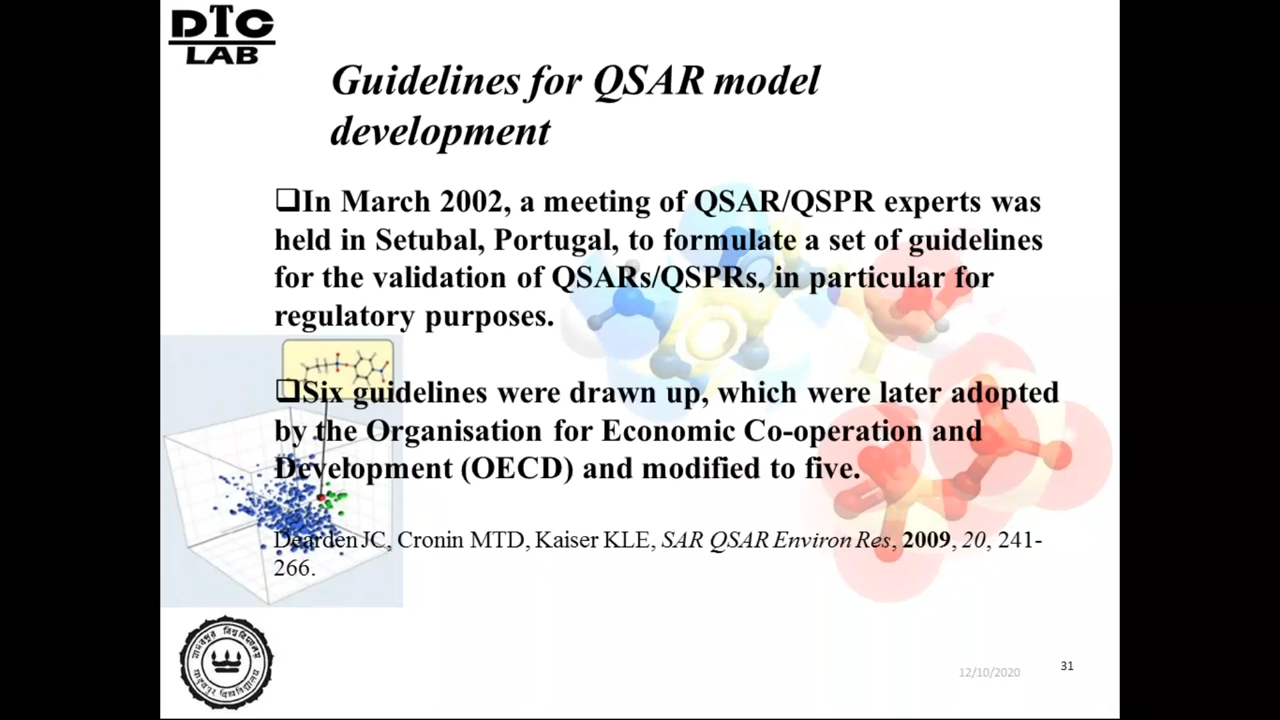 DTC
LAB
Guidelines for QSAR model
development
❑In March 2002, a meeting of QSAR/QSPR experts was
held in Setubal, Portugal, to formulate a set of guidelines
for the validation of QSARs/QSPRs, in particular for
regulatory purposes.
❑Six guidelines were drawn up, which were later adopted
by the Organisation for Economic Co-operation and
Development (OECD) and modified to five.
Dearden JC, Cronin MTD, Kaiser KLE, SAR QSAR Environ Res, 2009, 20, 241-
266.
যাদবপুর বিশ্ববিদ্যালয়
12/10/2020
31